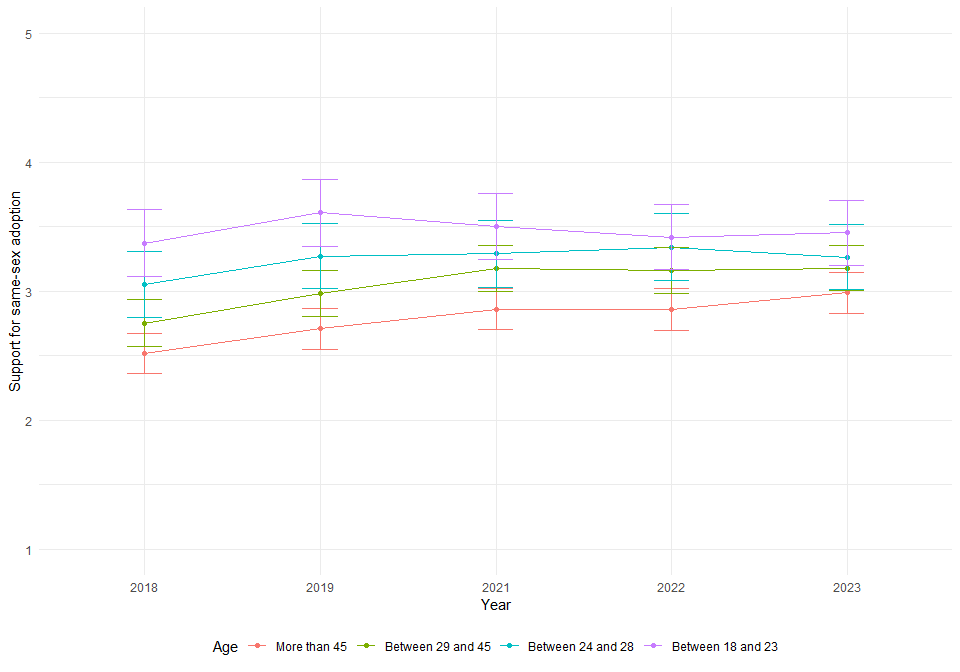 5
4
3
2
1
Support for same-sex adoption
2018 2019 2021 2022 2023
Year
Age More than 45 Between 29 and 45 Between 24 and 28 Between 18 and 23